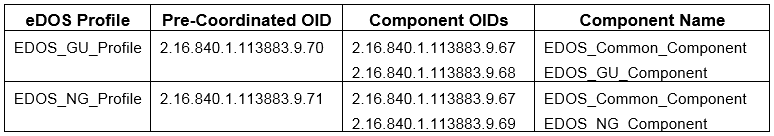 eDOS Profile Pre-Coordinated OID Component OIDs Component Name
EDOS_GU_Profile 2.16.840.1.113883.9.70 2.16.840.1.113883.9.67 EDOS_Common_Component
2.16.840.1.113883.9.68 EDOS_GU_Component
EDOS_NG_Profile 2.16.840.1.113883.9.71 2.16.840.1.113883.9.67 EDOS_Common_Component
2.16.840.1.113883.9.69 EDOS_NG_Component